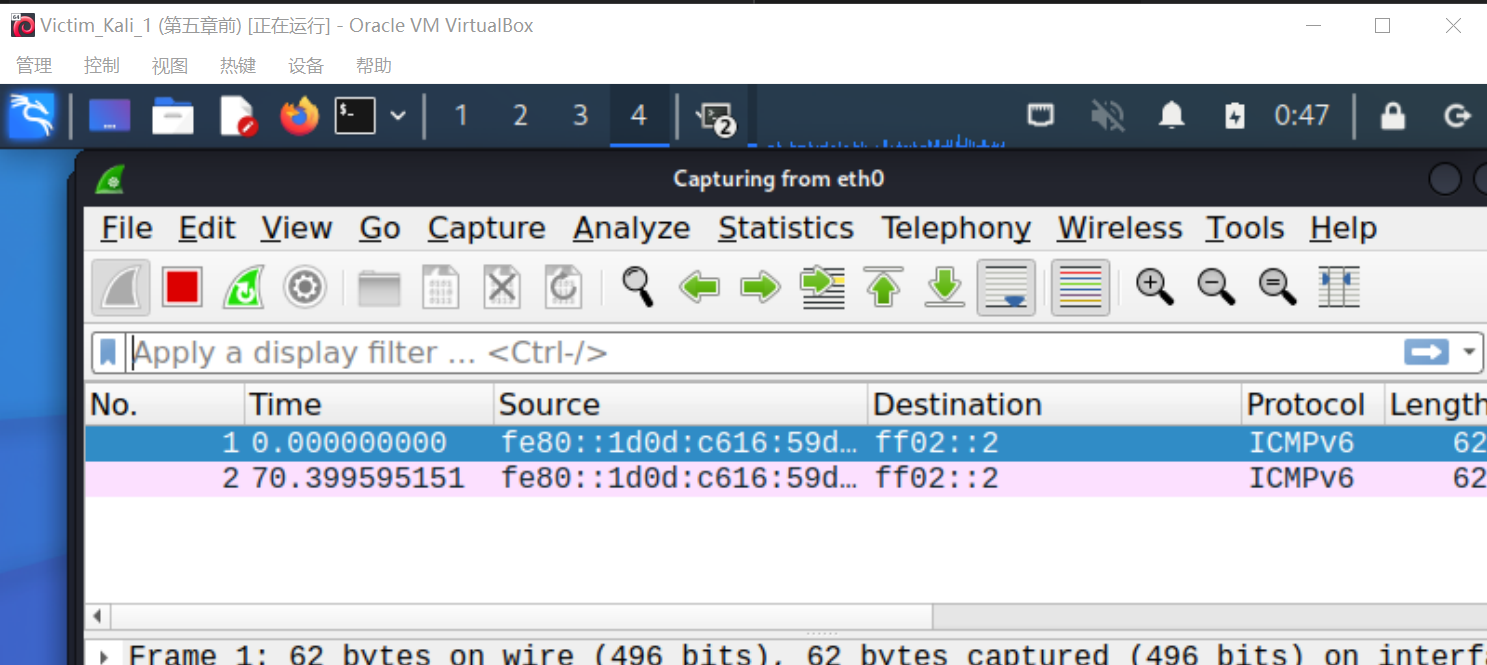 Victim_Kali_1 (第五章前) [正在运行] - Oracle VM VirtualBox
管理 控制 视图 热键 设备 帮助
1 2 3 4 2 0:47
Capturing from eth0
File Edit View Go Capture Analyze Statistics Telephony Wireless Tools Help
Apply a display filter ... <Ctrl-/>
No. Time Source Destination Protocol Length
1 0.000000000 fe80::1d0d:c616:59d… ff02::2 ICMPv6 62
2 70.399595151 fe80::1d0d:c616:59d… ff02::2 ICMPv6 62
Frame 1: 62 bytes on wire (496 bits), 62 bytes captured (496 bits) on interfa